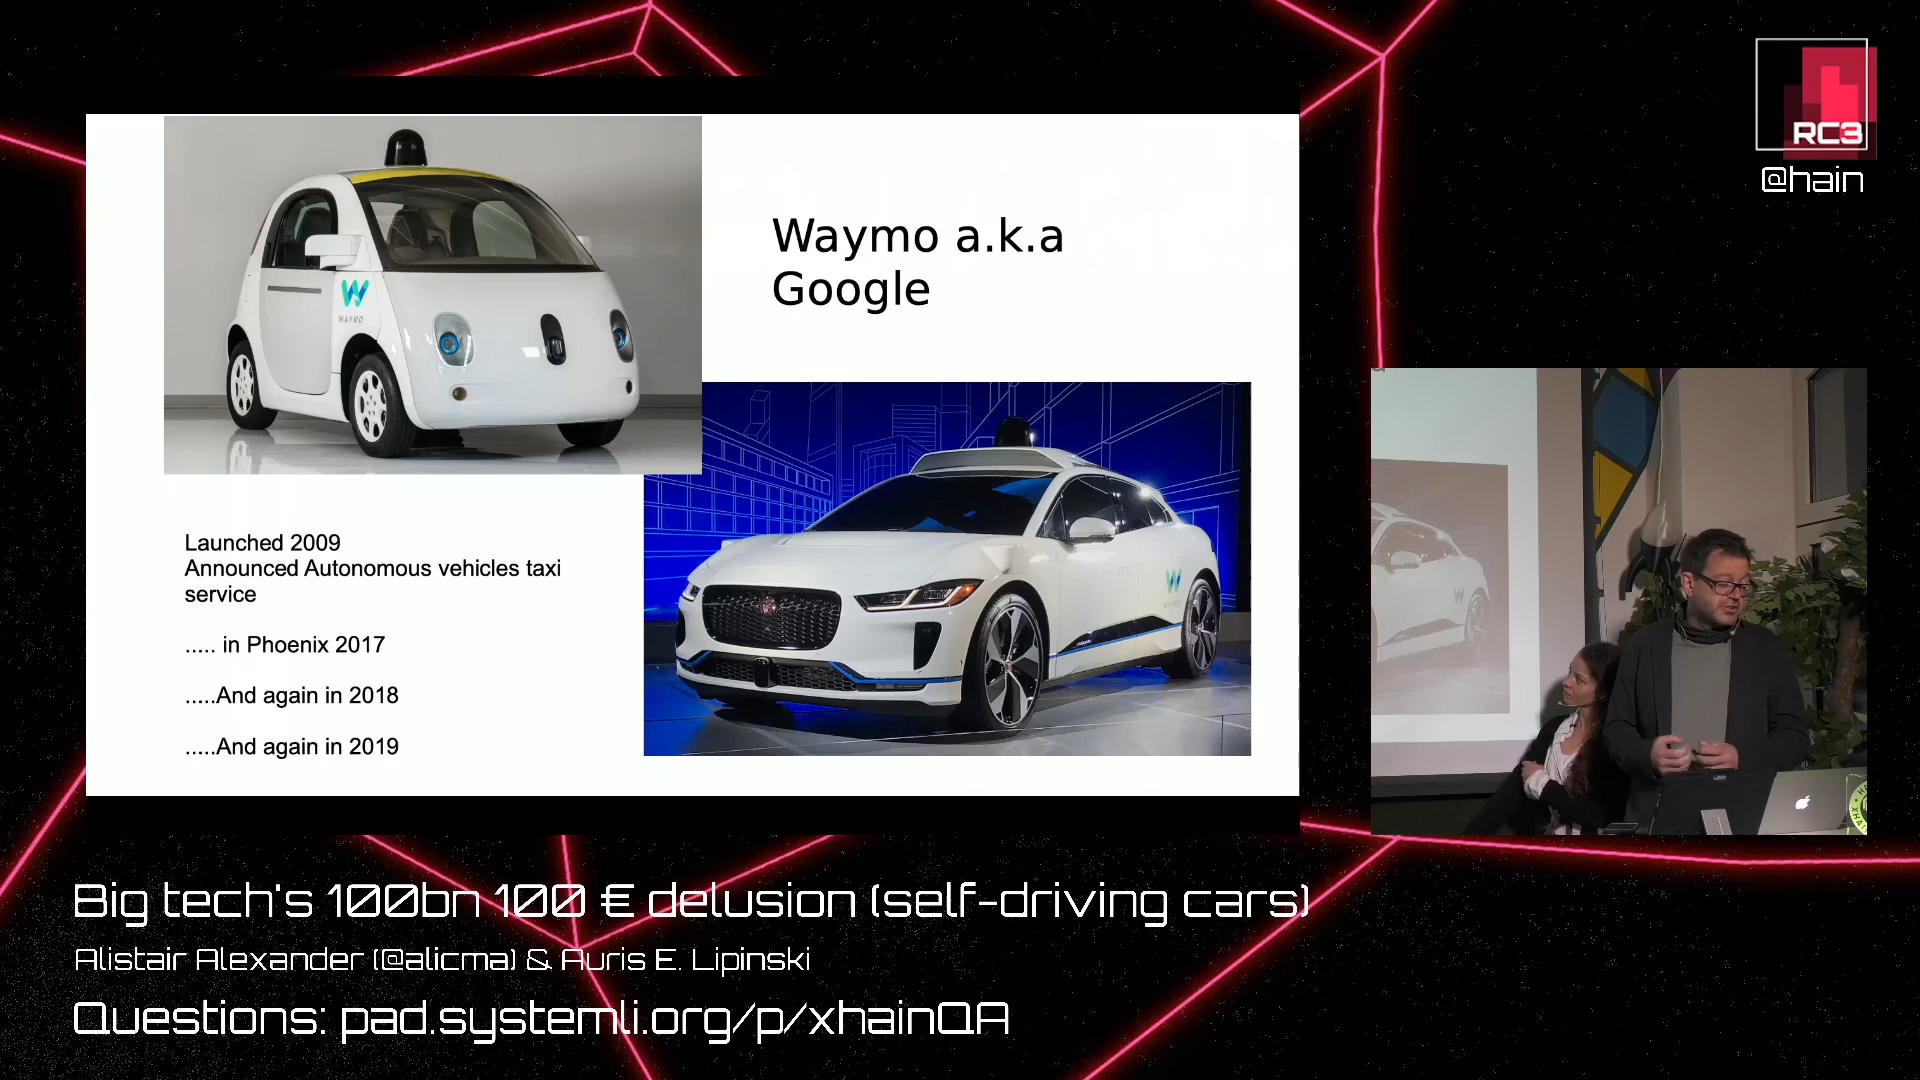 RC3
@hain
Waymo a.k.a
Google
WAYMO
Launched 2009
Announced Autonomous vehicles taxi
service
..... in Phoenix 2017
.....And again in 2018
.....And again in 2019
Big tech's 100bn 100 € delusion (self-driving cars)
Alistair Alexander (@alicma) & Auris E. Lipinski
Questions: pad.systemli.org/p/xhainQA